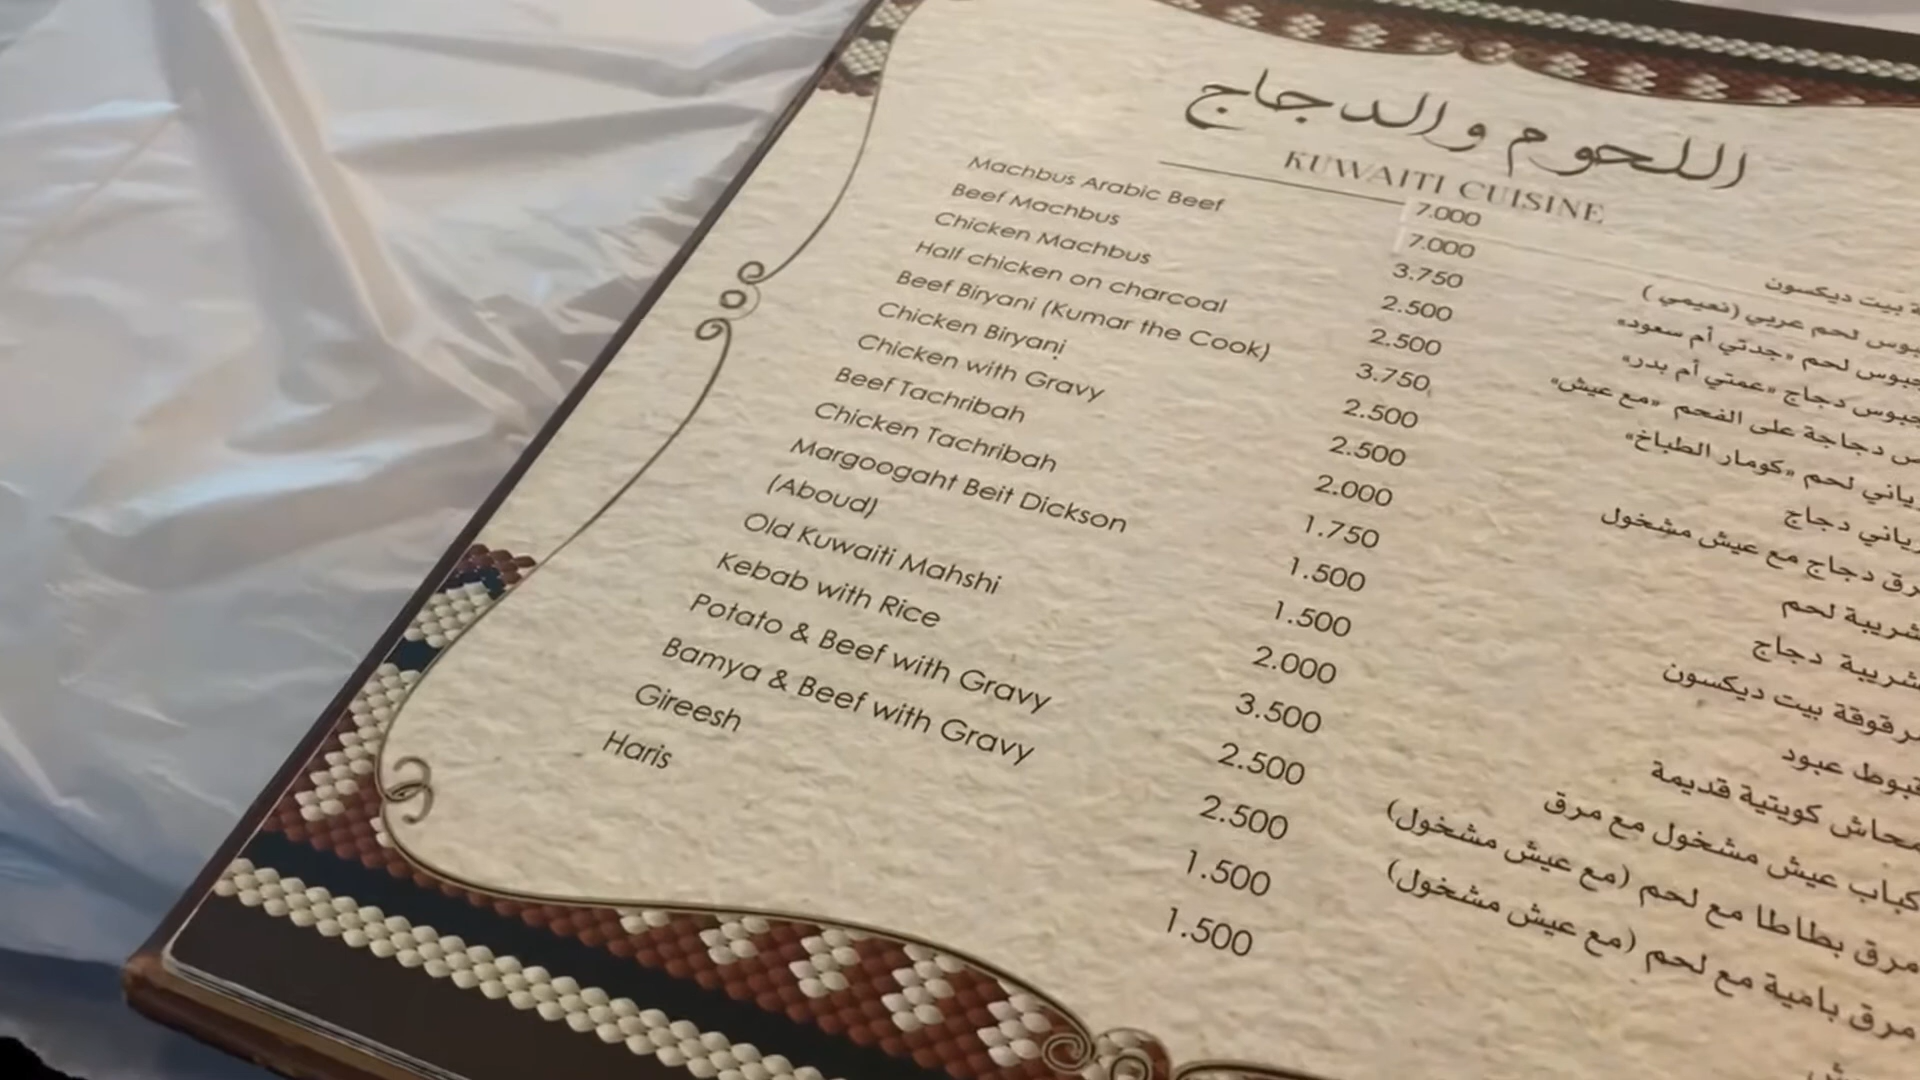 اللحوم والدجاج
KUWAITI CUISINE
Machbus Arabic Beef 7.000
Beef Machbus 7.000
Chicken Machbus 3.750
Half chicken on charcoal 2.500
Beef Biryani (Kumar the Cook) 2.500
Chicken Biryani 3.750
Chicken with Gravy 2.500
Beef Tachribah 2.500
Chicken Tachribah 2.000
Margoogaht Beit Dickson 1.750
(Aboud) 1.500
Old Kuwaiti Mahshi 1.500
Kebab with Rice 2.000
Potato & Beef with Gravy 3.500
Bamya & Beef with Gravy 2.500
Gireesh 2.500
Haris 1.500
1.500
بيت ديكسون
لحم عربي (نعيمي)
لحم «جدتي أم سعود»
دجاج «عمتي أم بدر»
دجاجة على الفحم «مع عيش»
لحم «كومار الطباخ»
دجاج
دجاج مع عيش مشخول
لحم
دجاج
بيت ديكسون
عبود
كويتية قديمة
كباب عيش مشخول مع مرق
مرق بطاطا مع لحم (مع عيش مشخول)
مرق بامية مع لحم (مع عيش مشخول)